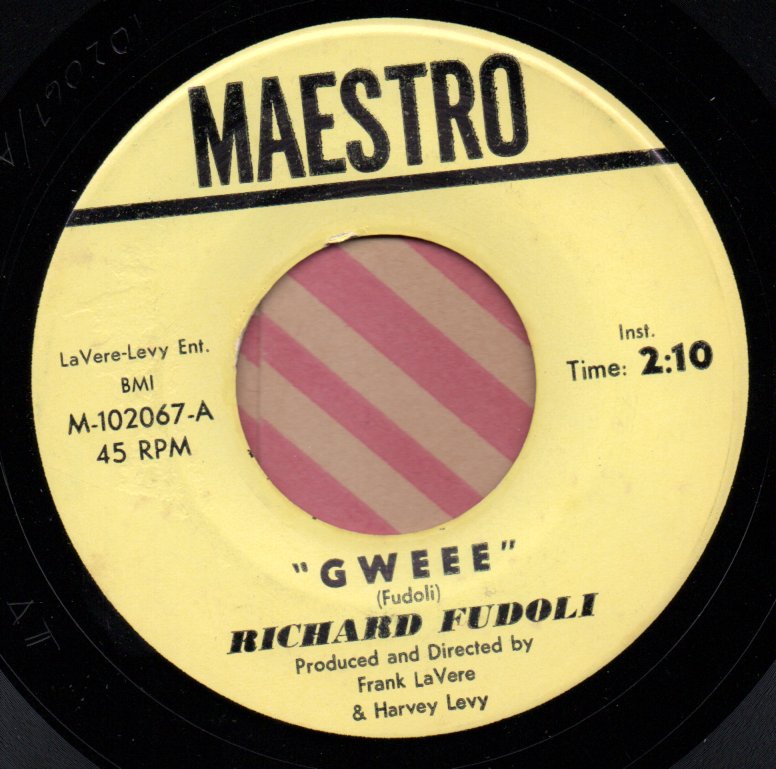 MAESTRO
LaVere-Levy Ent.
BMI
M-102067-A
45 RPM
Inst.
Time: 2:10
"GWEEE"
(Fudoli)
RICHARD FUDOLI
Produced and Directed by
Frank LaVere
& Harvey Levy
102067/A